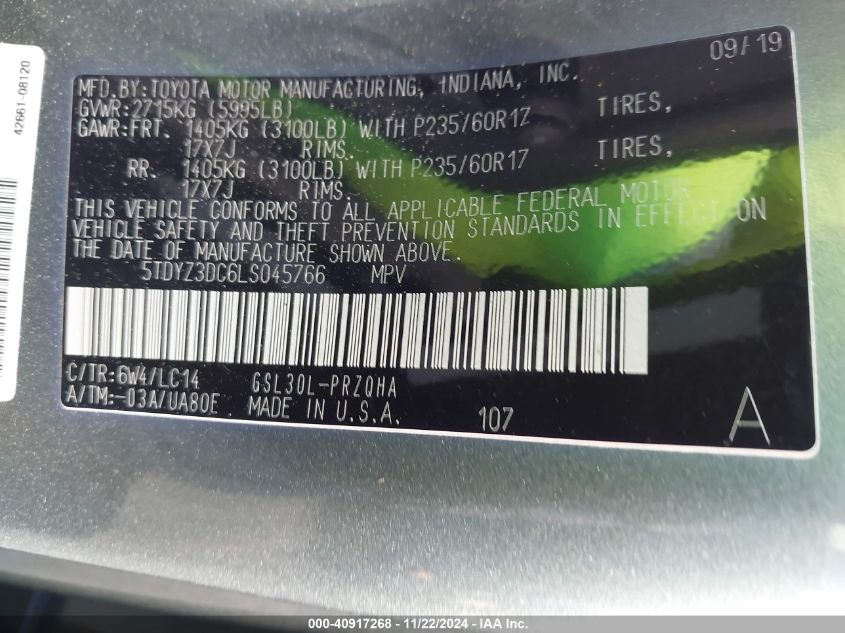 42661-08120
09/19
MFD.BY:TOYOTA MOTOR MANUFACTURING, INDIANA, INC.
GVWR:2715KG (5995LB)
GAWR:FRT. 1405KG (3100LB) WITH P235/60R17 TIRES,
17X7J RIMS.
RR. 1405KG (3100LB) WITH P235/60R17 TIRES,
17X7J RIMS.
THIS VEHICLE CONFORMS TO ALL APPLICABLE FEDERAL MOTOR
VEHICLE SAFETY AND THEFT PREVENTION STANDARDS IN EFFECT ON
THE DATE OF MANUFACTURE SHOWN ABOVE.
5TDYZ3DC6LS045766 MPV
C/TR:6W4/LC14 GSL30L-PRZQHA
A/TM:-03A/UA80E MADE IN U.S.A. 107 A
000-40917268 - 11/22/2024 - IAA Inc.